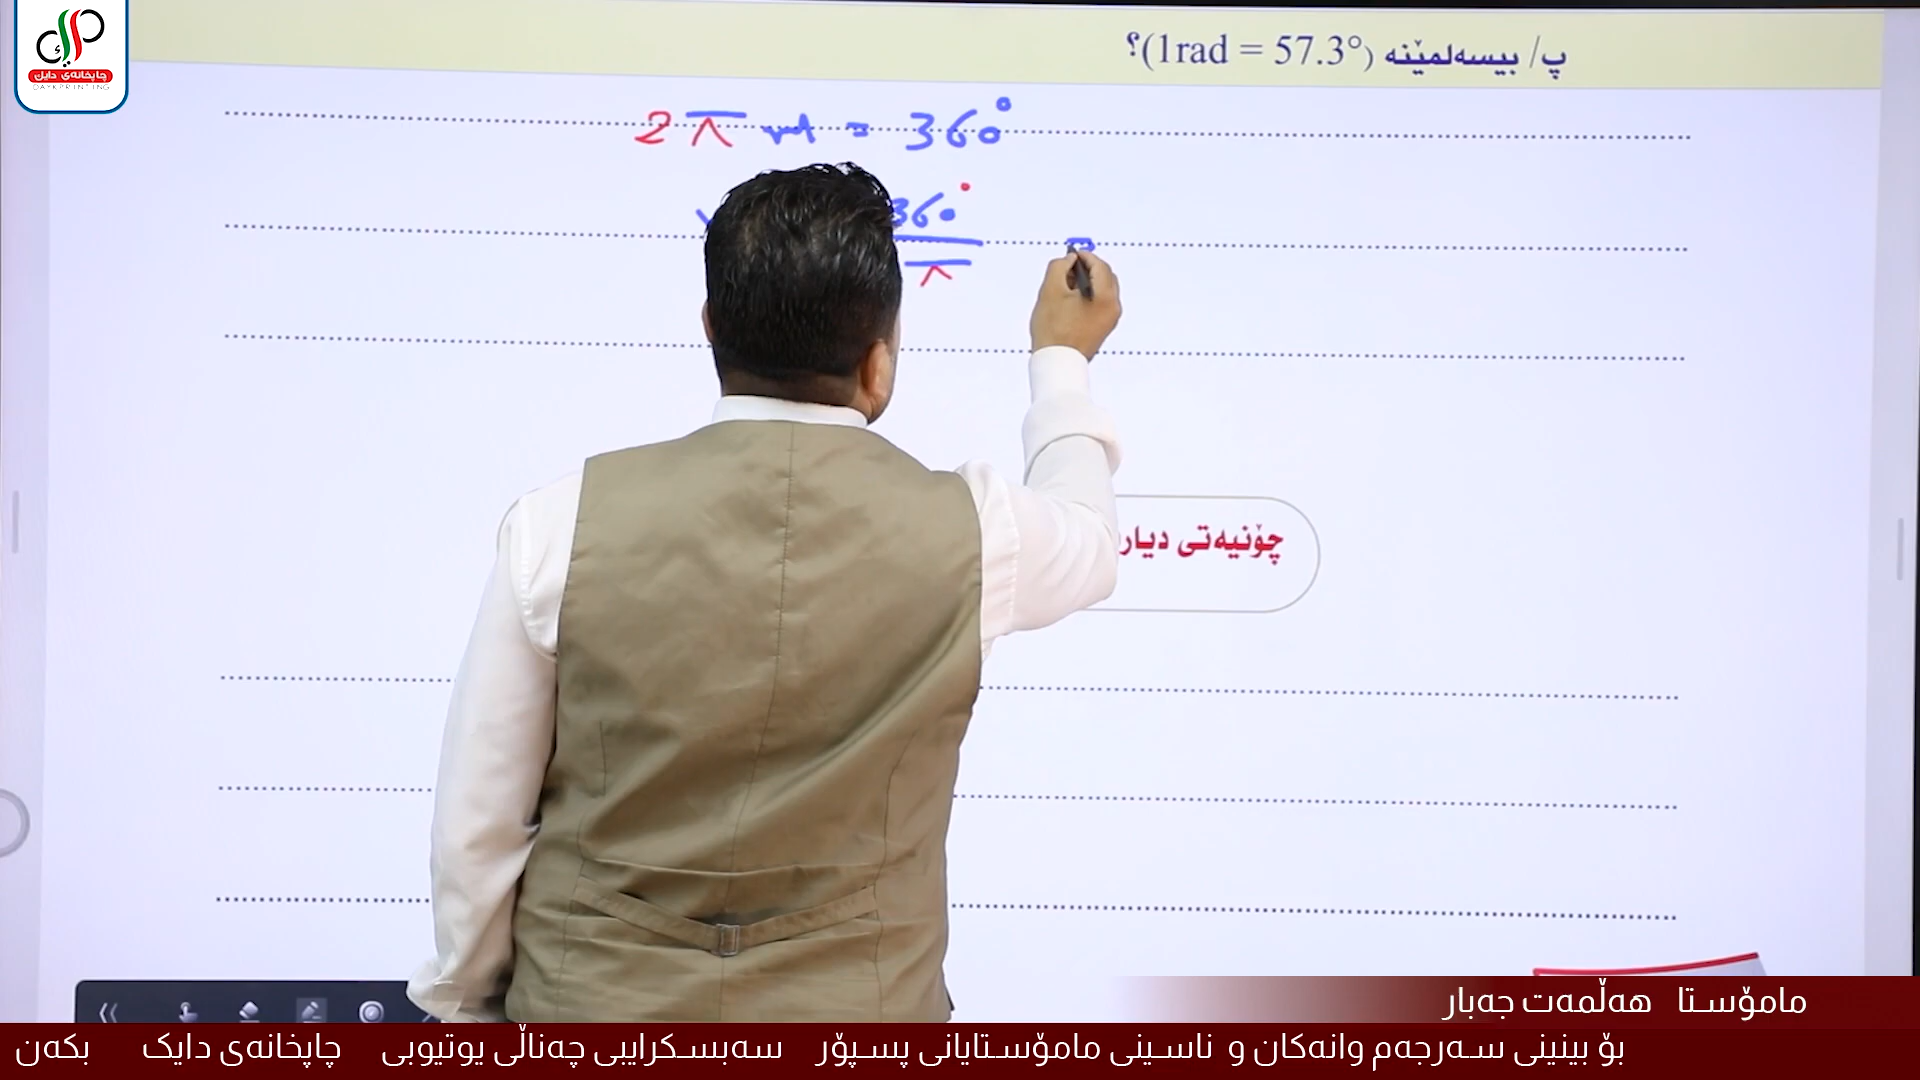 چاپخانەی دایک
DAYKPRINTING
پ/ بیسەلمێنە (1rad = 57.3°)؟
2 π rad = 360°
360°
π =
چۆنیەتی دیار
مامۆستا هەڵمەت جەبار
بۆ بینینی سەرجەم وانەکان و ناسینی مامۆستایانی پسپۆر سەبسکرایبی چەناڵی یوتیوبی چاپخانەی دایک بکەن